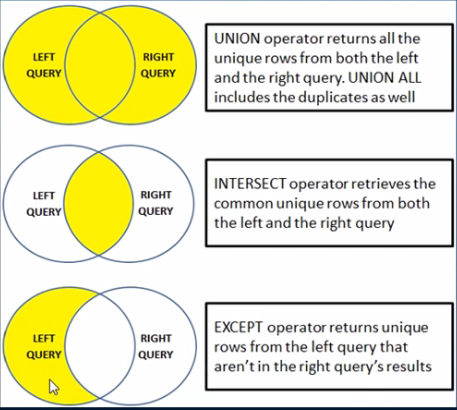 LEFT
QUERY
RIGHT
QUERY
UNION operator returns all the
unique rows from both the left
and the right query. UNION ALL
includes the duplicates as well
LEFT
QUERY
RIGHT
QUERY
INTERSECT operator retrieves the
common unique rows from both
the left and the right query
LEFT
QUERY
RIGHT
QUERY
EXCEPT operator returns unique
rows from the left query that
aren't in the right query's results